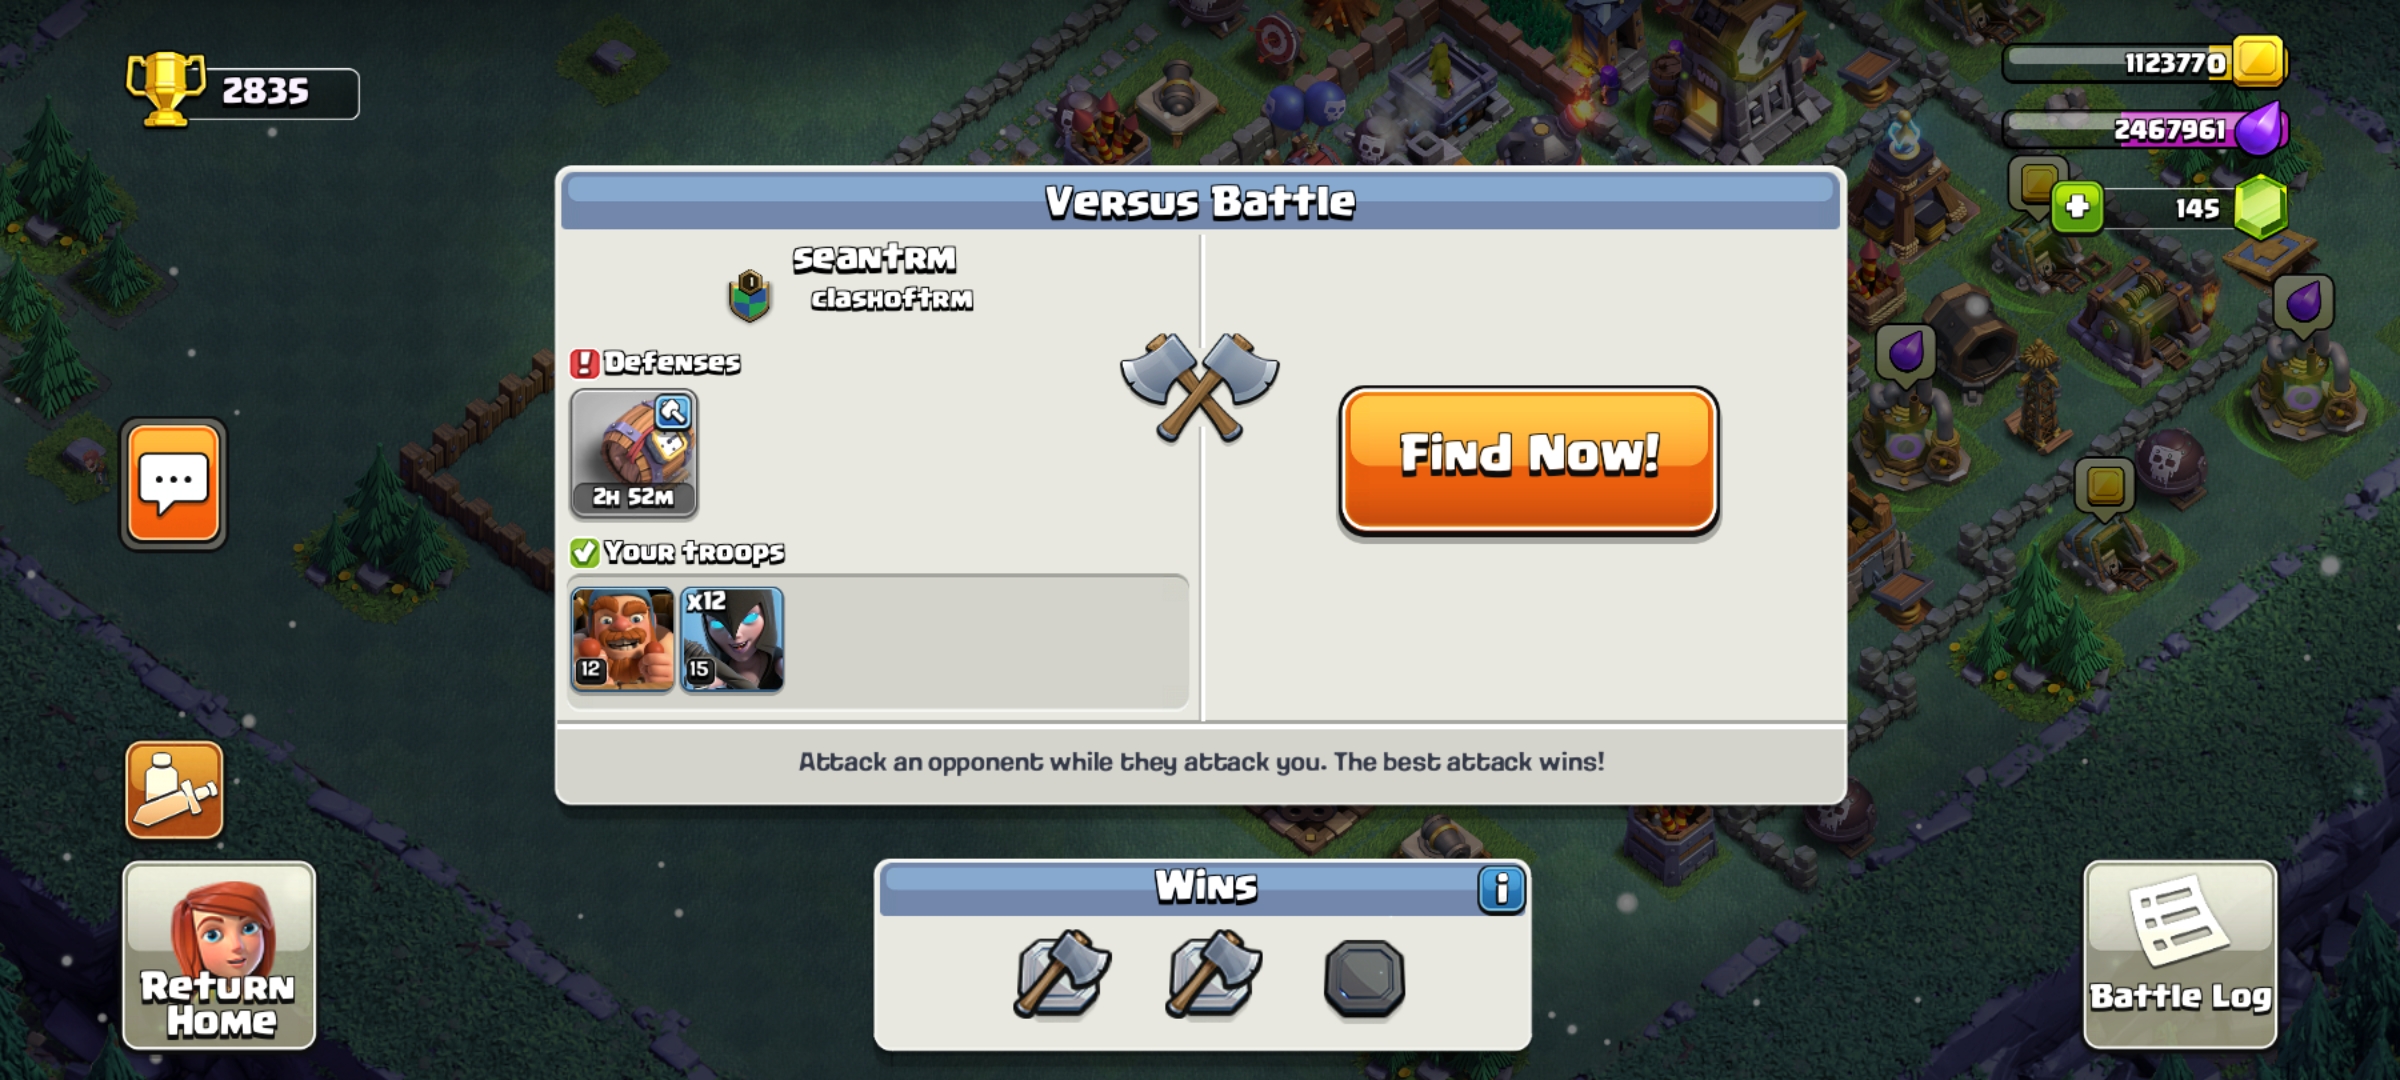 2835
1123770
2467961
145
Versus Battle
seantrm
clashoftrm
Defenses
2h 52m
Your troops
12
x12
15
Find Now!
Attack an opponent while they attack you. The best attack wins!
Wins
Return
Home
Battle Log